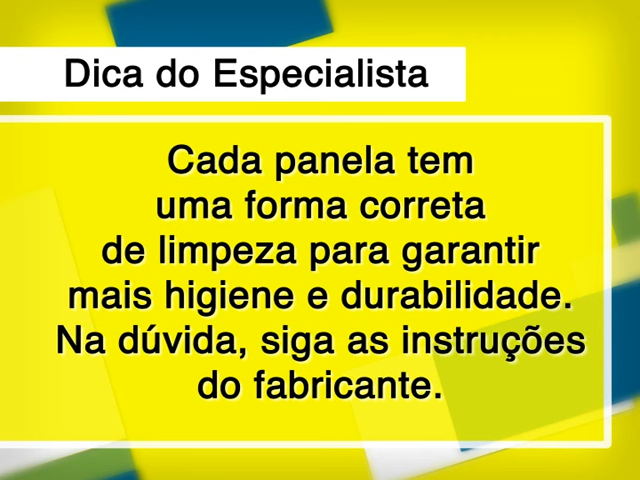 Dica do Especialista
Cada panela tem
uma forma correta
de limpeza para garantir
mais higiene e durabilidade.
Na dúvida, siga as instruções
do fabricante.